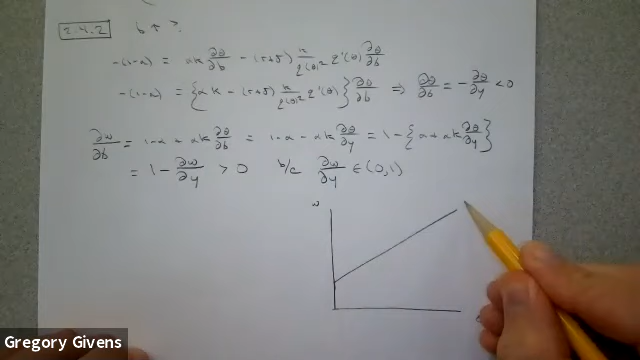 2.4.2 b↑?
-(1-α) = αk ∂θ/∂b - (r+δ) k/q(θ)² q'(θ) ∂θ/∂b
-(1-α) = {αk - (r+δ) k/q(θ)² q'(θ)} ∂θ/∂b ⇒ ∂θ/∂b = -∂θ/∂y < 0
∂w/∂b = 1-α + αk ∂θ/∂b = 1-α - αk ∂θ/∂y = 1 - {α + αk ∂θ/∂y}
= 1 - ∂w/∂y > 0 b/c ∂w/∂y ∈ (0,1)
w
Gregory Givens